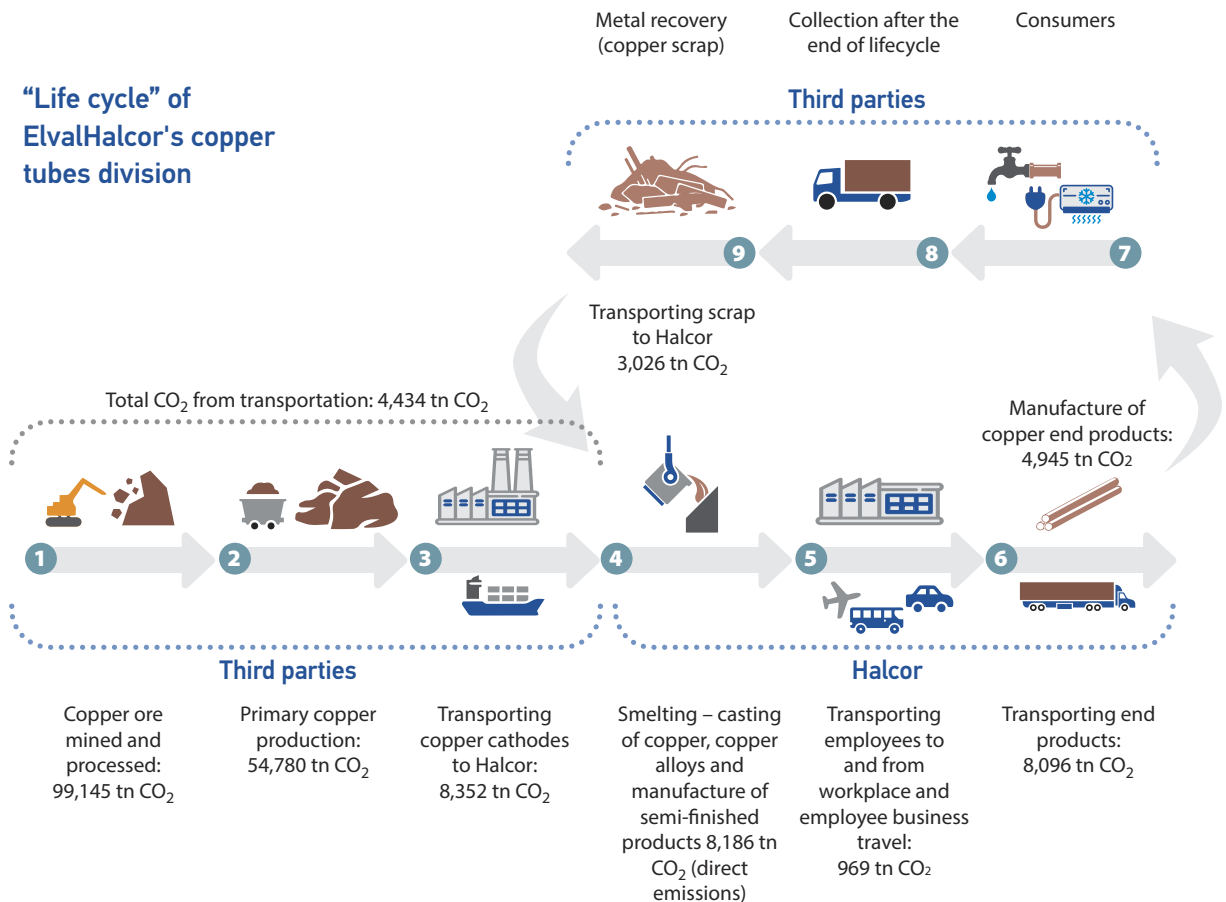 “Life cycle” of
ElvalHalcor's copper
tubes division
Metal recovery
(copper scrap)
Collection after the
end of lifecycle
Consumers
Third parties
9
8
7
Transporting scrap
to Halcor
3,026 tn CO₂
Total CO₂ from transportation: 4,434 tn CO₂
Manufacture of
copper end products:
4,945 tn CO2
1
2
3
4
5
6
Third parties
Halcor
Copper ore
mined and
processed:
99,145 tn CO₂
Primary copper
production:
54,780 tn CO₂
Transporting
copper cathodes
to Halcor:
8,352 tn CO₂
Smelting – casting
of copper, copper
alloys and
manufacture of
semi-finished
products 8,186 tn
CO₂ (direct
emissions)
Transporting
employees to
and from
workplace and
employee business
travel:
969 tn CO2
Transporting end
products:
8,096 tn CO₂